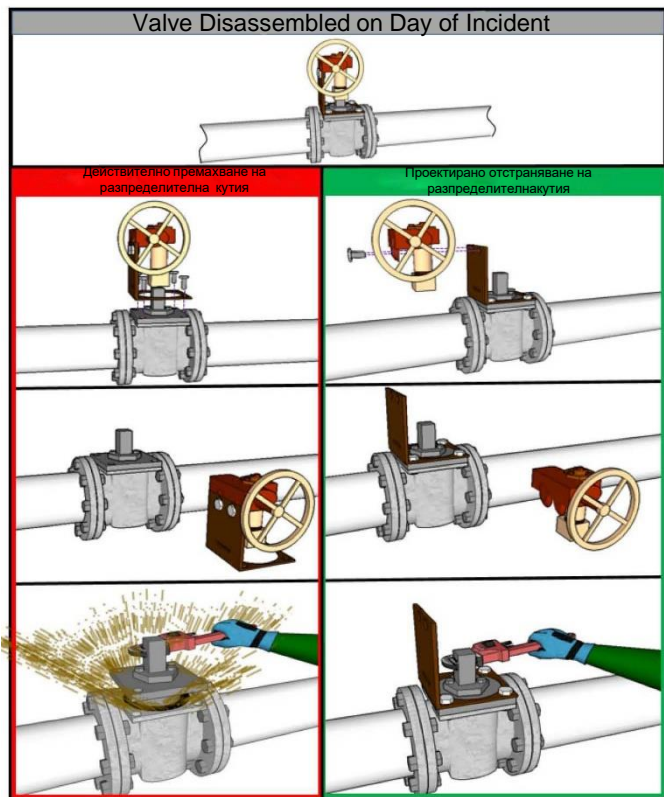 Valve Disassembled on Day of Incident
Действително премахване на
разпределителна кутия
Проектирано отстраняване на
разпределителнакутия